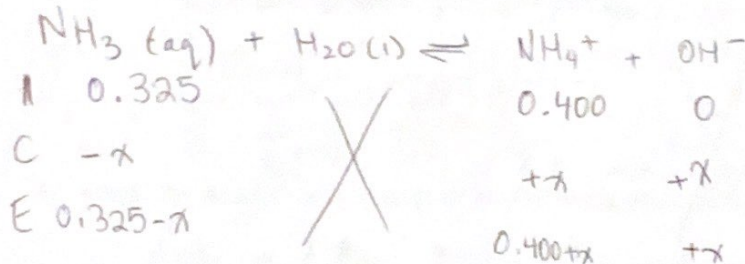 NH3 (aq) + H2O (l) ⇌ NH4+ + OH-
I 0.325 0.400 0
C -x +x +x
E 0.325-x 0.400+x +x